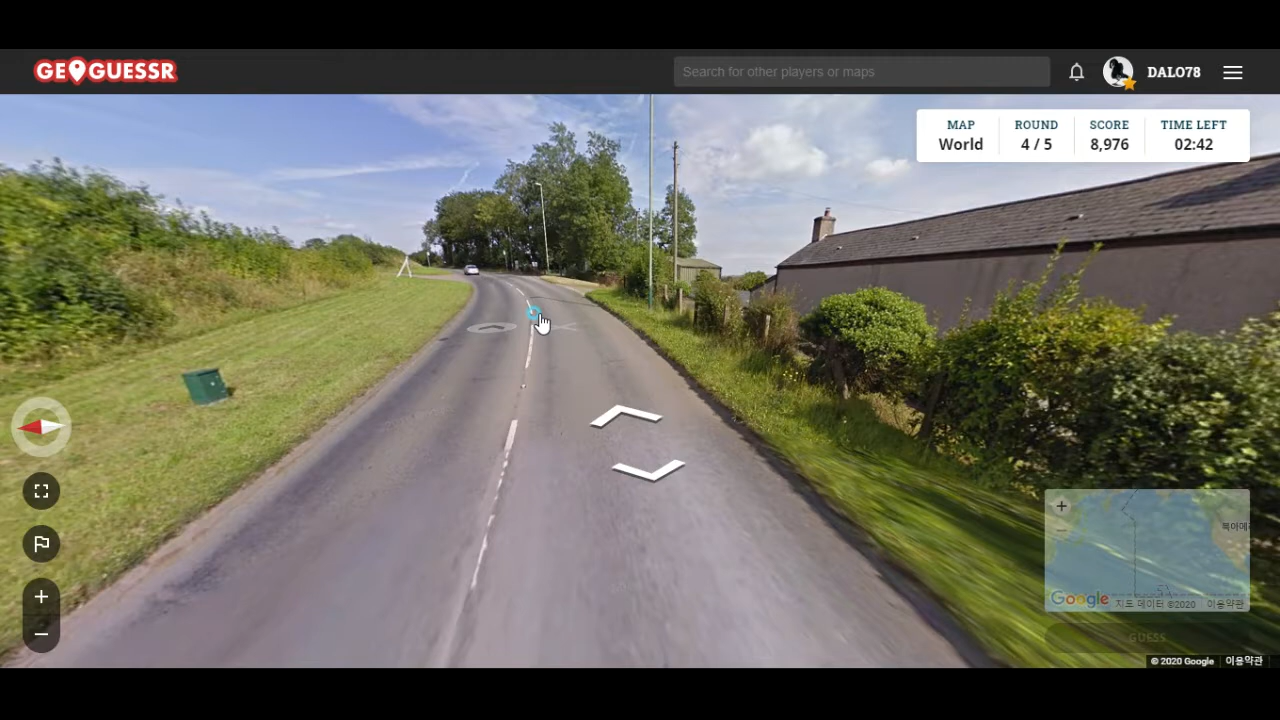 GEOGUESSR
Search for other players or maps
DALO78
MAP
World
ROUND
4 / 5
SCORE
8,976
TIME LEFT
02:42
Google
지도 데이터 ©2020
이용약관
GUESS
© 2020 Google
이용약관